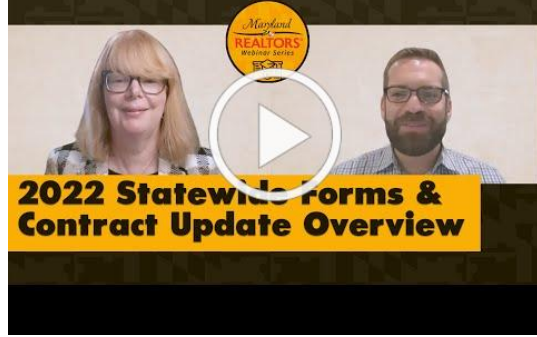 Maryland
REALTORS®
Webinar Series
2022 Statewide Forms &
Contract Update Overview